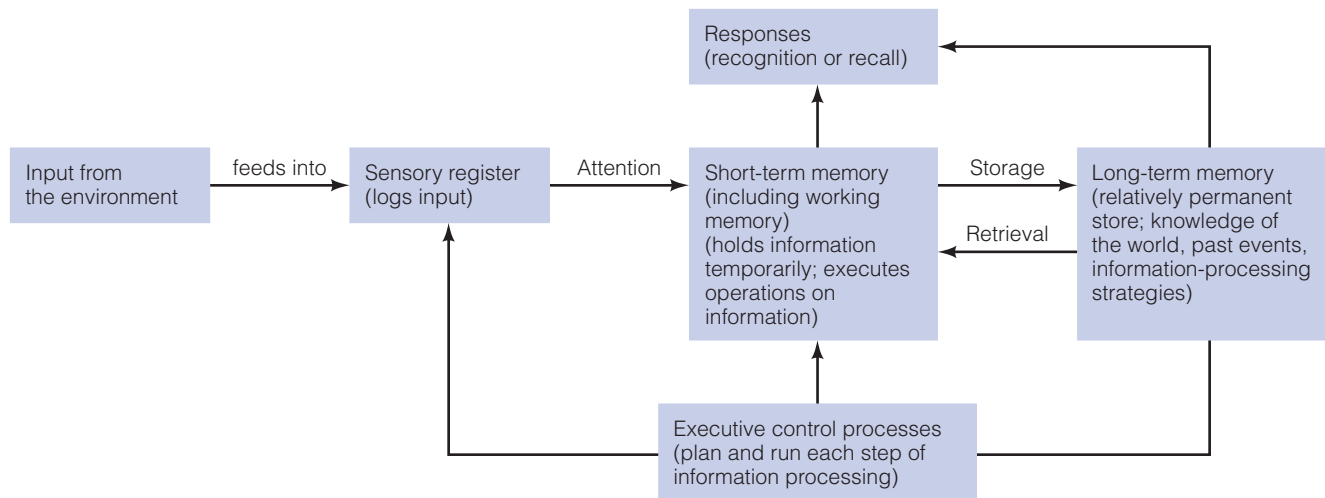 Responses
(recognition or recall)
Input from
the environment
feeds into
Sensory register
(logs input)
Attention
Short-term memory
(including working
memory)
(holds information
temporarily; executes
operations on
information)
Storage
Retrieval
Long-term memory
(relatively permanent
store; knowledge of
the world, past events,
information-processing
strategies)
Executive control processes
(plan and run each step of
information processing)